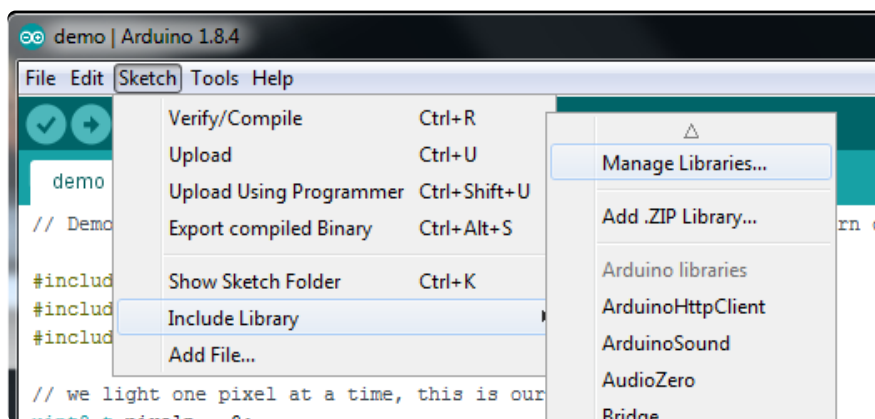 demo | Arduino 1.8.4
File Edit Sketch Tools Help
Verify/Compile Ctrl+R
Upload Ctrl+U
Upload Using Programmer Ctrl+Shift+U
Export compiled Binary Ctrl+Alt+S
Show Sketch Folder Ctrl+K
Include Library
Add File...
Manage Libraries...
Add .ZIP Library...
Arduino libraries
ArduinoHttpClient
ArduinoSound
AudioZero
Bridge
demo
// Demo
#includ
#includ
#includ
// we light one pixel at a time, this is our